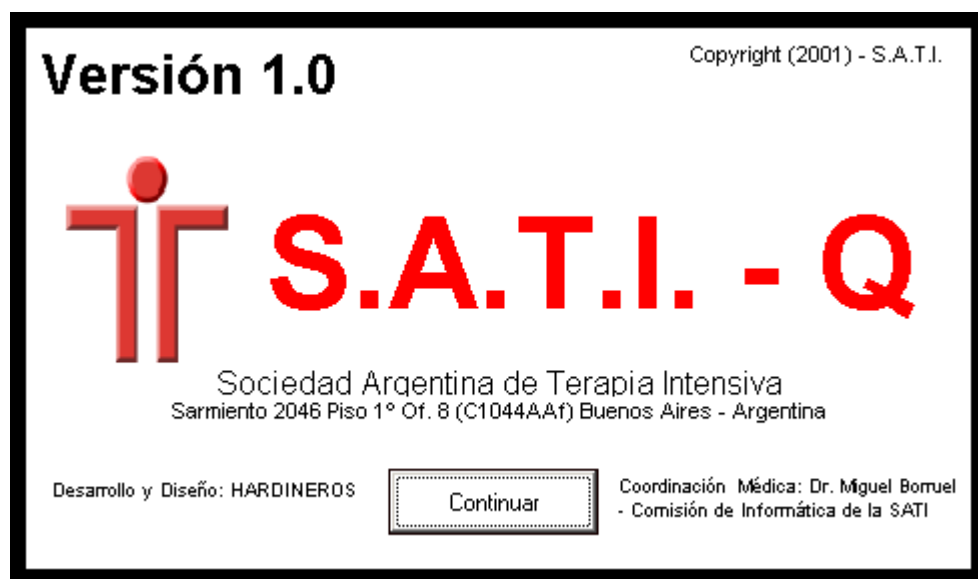 Versión 1.0
Copyright (2001) - S.A.T.I.
S.A.T.I. - Q
Sociedad Argentina de Terapia Intensiva
Sarmiento 2046 Piso 1º Of. 8 (C1044AAf) Buenos Aires - Argentina
Desarrollo y Diseño: HARDINEROS
Continuar
Coordinación Médica: Dr. Miguel Borruel
- Comisión de Informática de la SATI